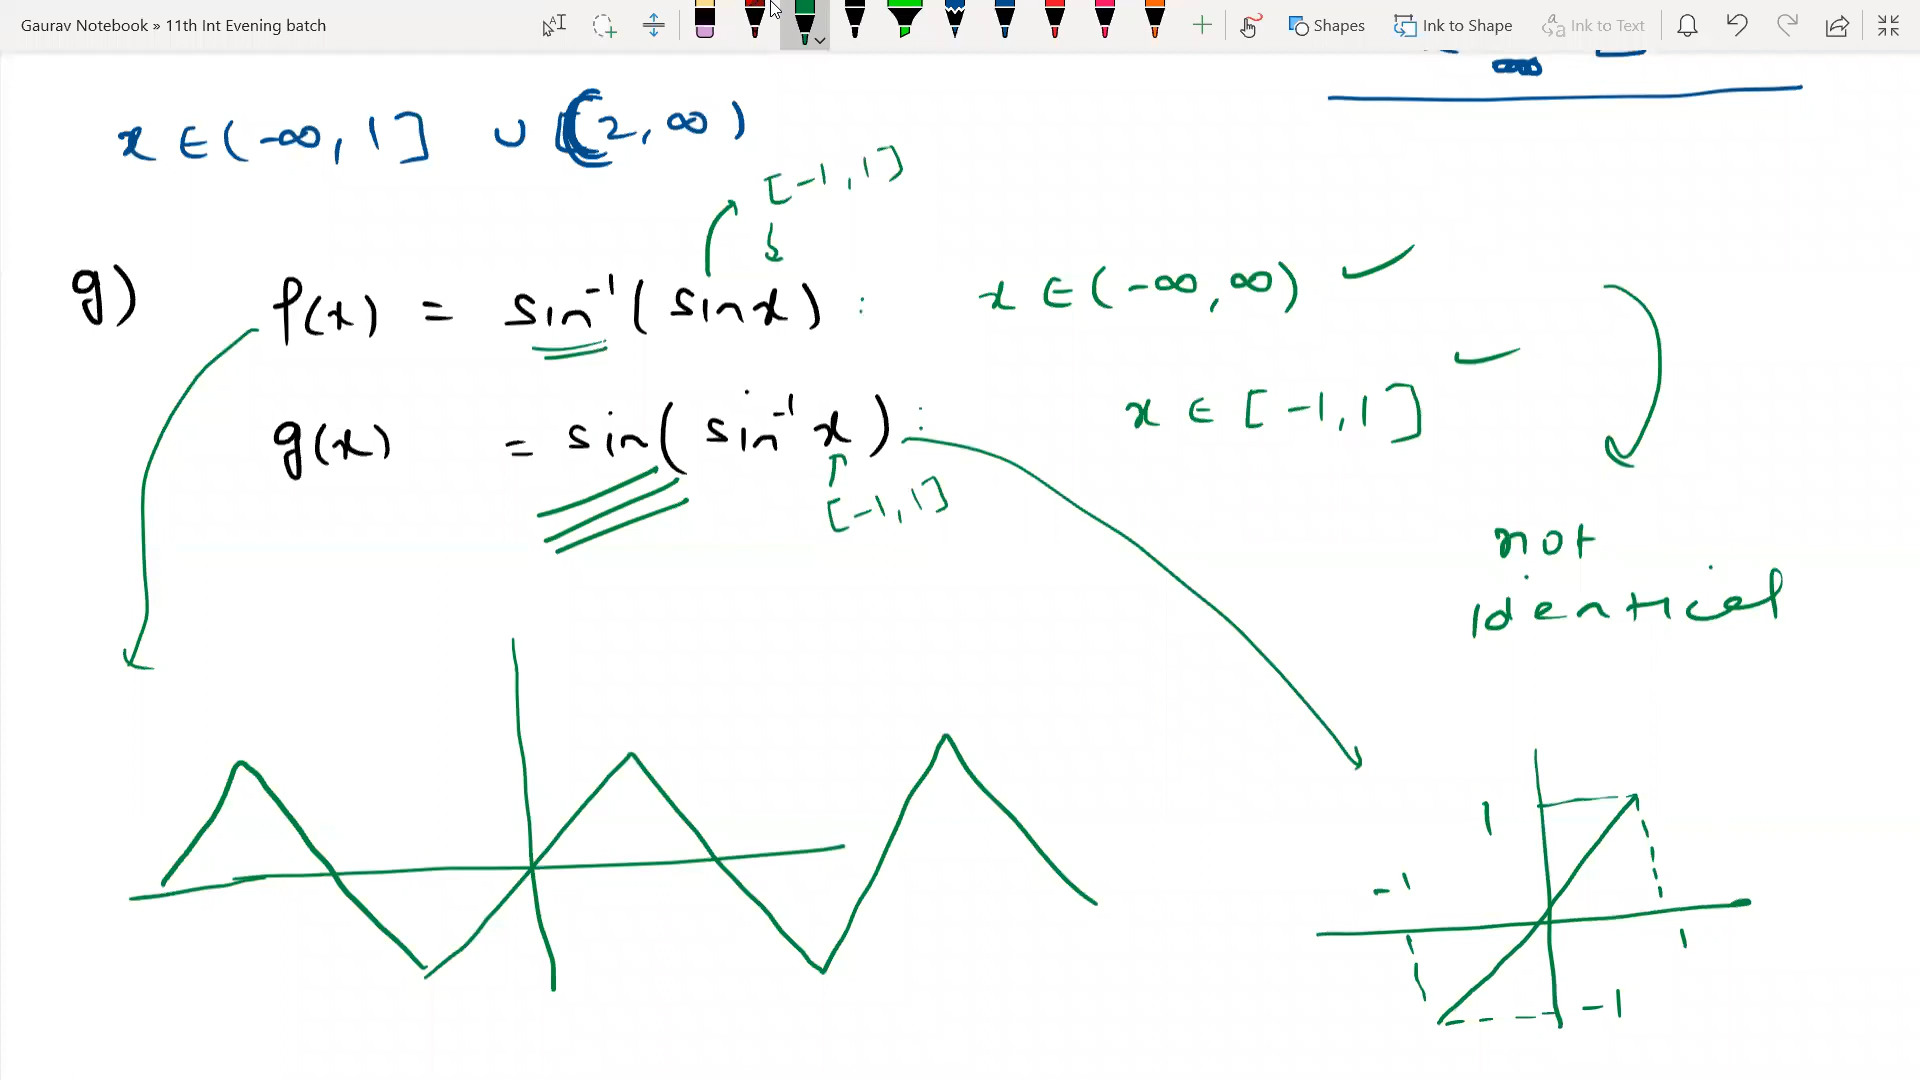 Gaurav Notebook » 11th Int Evening batch
Shapes
Ink to Shape
Ink to Text
x ∈ (-∞, 1] ∪ (2, ∞)
[-1, 1]
g) f(x) = sin⁻¹( sinx) : x ∈ (-∞, ∞)
g(x) = sin( sin⁻¹ x) : x ∈ [-1, 1]
[-1, 1]
not
identical
1
-1
1
-1